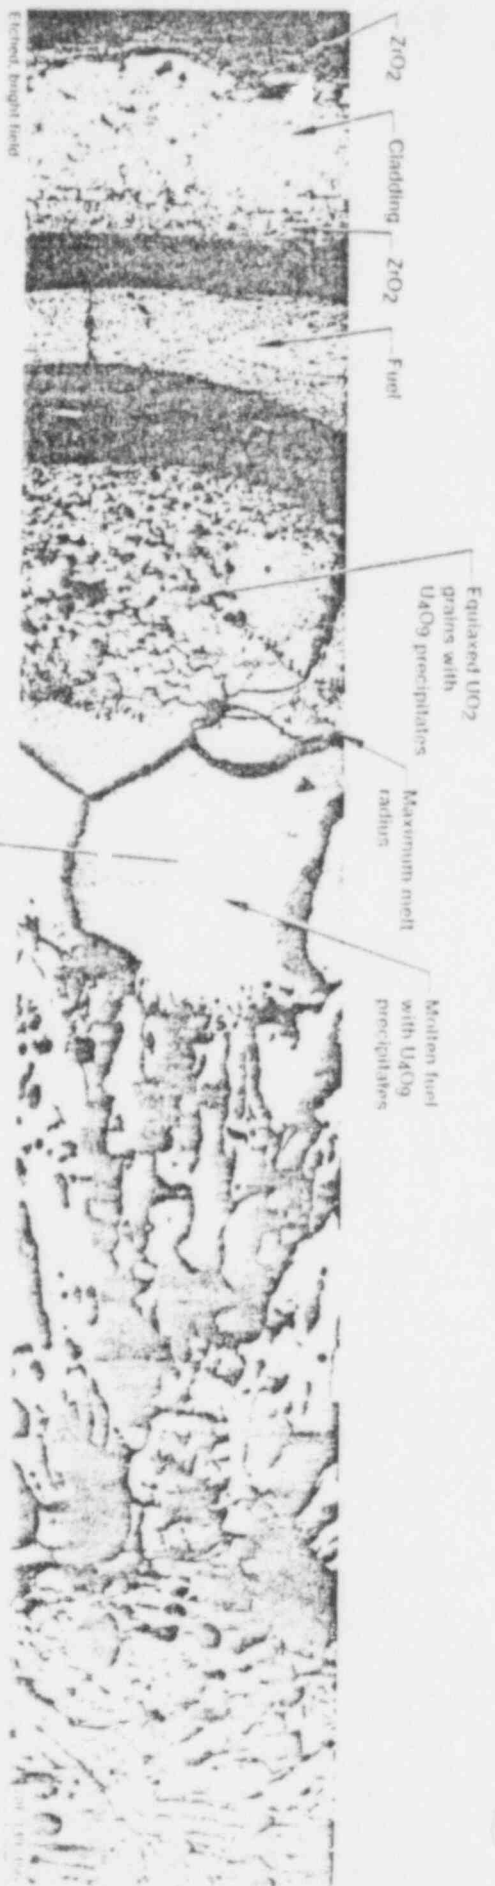 ZrO2
Cladding
ZrO2
Fuel
Equiaxed UO2
grains with
U4O9 precipitates
Maximum melt
radius
Molten fuel
with U4O9
precipitates
Etched, bright field